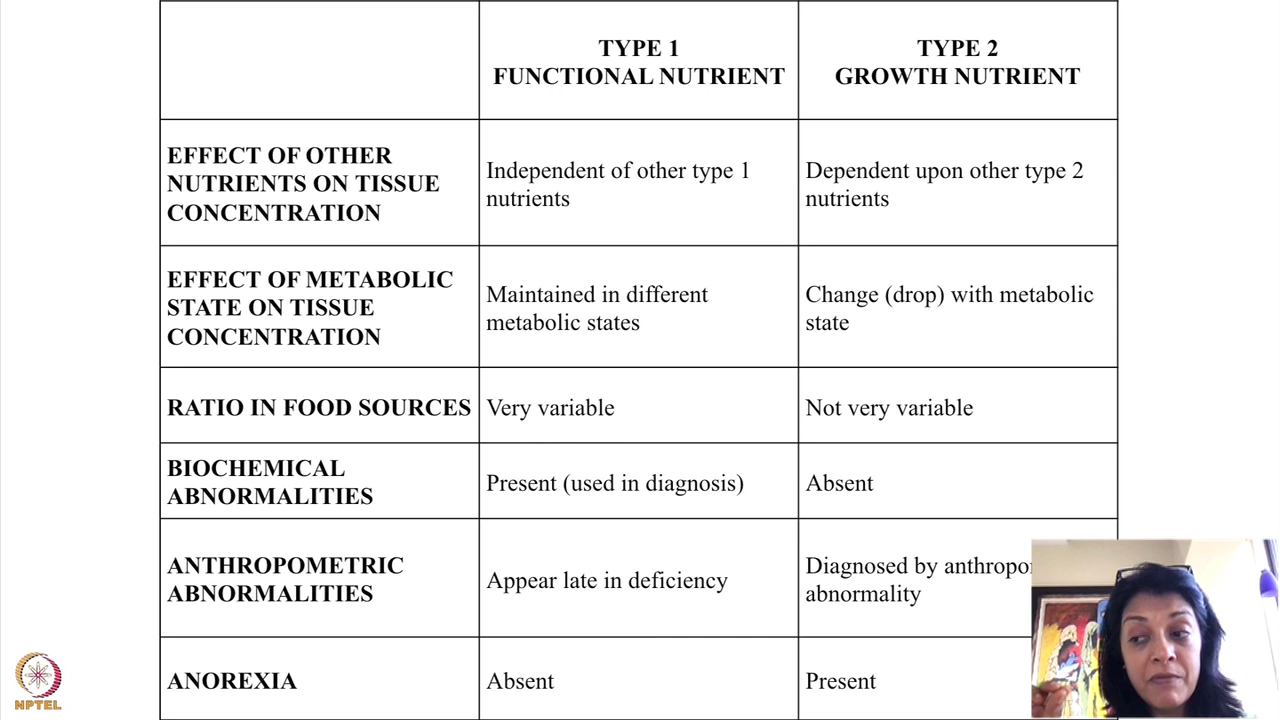 TYPE 1
FUNCTIONAL NUTRIENT
TYPE 2
GROWTH NUTRIENT
EFFECT OF OTHER
NUTRIENTS ON TISSUE
CONCENTRATION
Independent of other type 1
nutrients
Dependent upon other type 2
nutrients
EFFECT OF METABOLIC
STATE ON TISSUE
CONCENTRATION
Maintained in different
metabolic states
Change (drop) with metabolic
state
RATIO IN FOOD SOURCES
Very variable
Not very variable
BIOCHEMICAL
ABNORMALITIES
Present (used in diagnosis)
Absent
ANTHROPOMETRIC
ABNORMALITIES
Appear late in deficiency
Diagnosed by
abnormality
ANOREXIA
Absent
Present
NPTEL